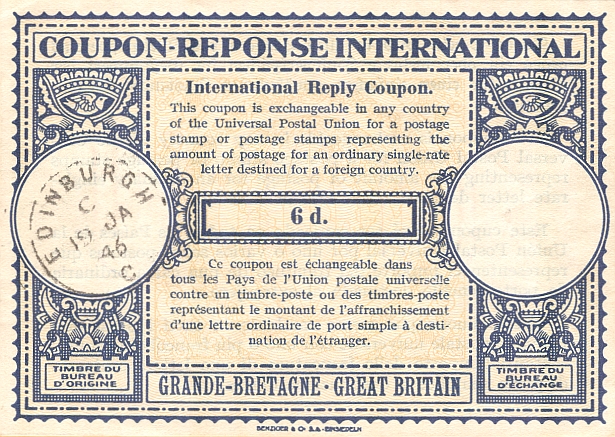 COUPON-REPONSE INTERNATIONAL
International Reply Coupon.
This coupon is exchangeable in any country
of the Universal Postal Union for a postage
stamp or postage stamps representing the
amount of postage for an ordinary single-rate
letter destined for a foreign country.
EDINBURGH
C
19 JA
46
C
6 d.
Ce coupon est échangeable dans
tous les Pays de l'Union postale universelle
contre un timbre-poste ou des timbres-poste
représentant le montant de l'affranchissement
d'une lettre ordinaire de port simple à desti-
nation de l'étranger.
TIMBRE DU
BUREAU
D'ORIGINE
GRANDE-BRETAGNE · GREAT BRITAIN
TIMBRE DU
BUREAU
D'ÉCHANGE
BENZIGER & Co S.A. EINSIEDELN